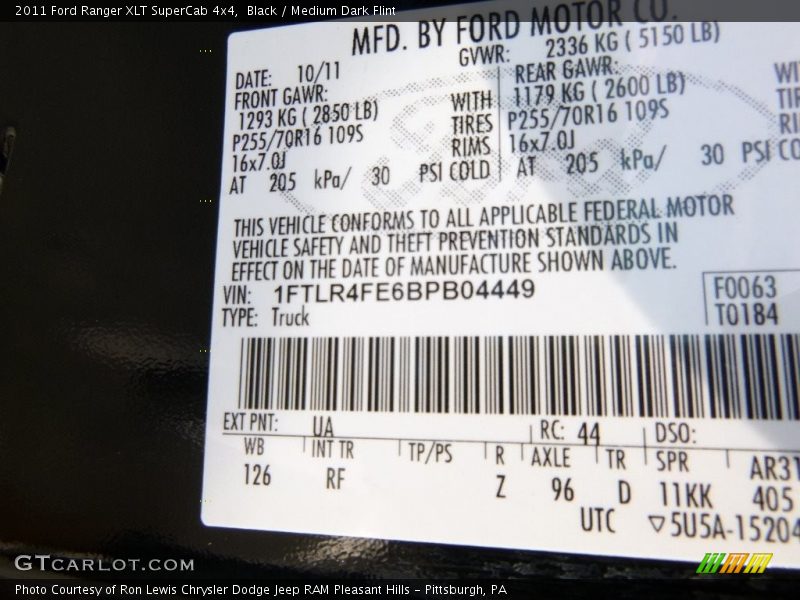 2011 Ford Ranger XLT SuperCab 4x4, Black / Medium Dark Flint
MFD. BY FORD MOTOR CO.
DATE: 10/11 GVWR: 2336 KG ( 5150 LB)
FRONT GAWR: REAR GAWR:
1293 KG ( 2850 LB) WITH 1179 KG ( 2600 LB)
P255/70R16 109S TIRES P255/70R16 109S
16x7.0J RIMS 16x7.0J
AT 205 kPa/ 30 PSI COLD AT 205 kPa/ 30 PSI
THIS VEHICLE CONFORMS TO ALL APPLICABLE FEDERAL MOTOR
VEHICLE SAFETY AND THEFT PREVENTION STANDARDS IN
EFFECT ON THE DATE OF MANUFACTURE SHOWN ABOVE.
VIN: 1FTLR4FE6BPB04449 F0063
TYPE: Truck T0184
EXT PNT: UA RC: 44 DSO:
WB INT TR TP/PS R AXLE TR SPR AR31
126 RF Z 96 D 11KK 405
UTC ▽5U5A-15204
GTCARLOT.COM
Photo Courtesy of Ron Lewis Chrysler Dodge Jeep RAM Pleasant Hills - Pittsburgh, PA